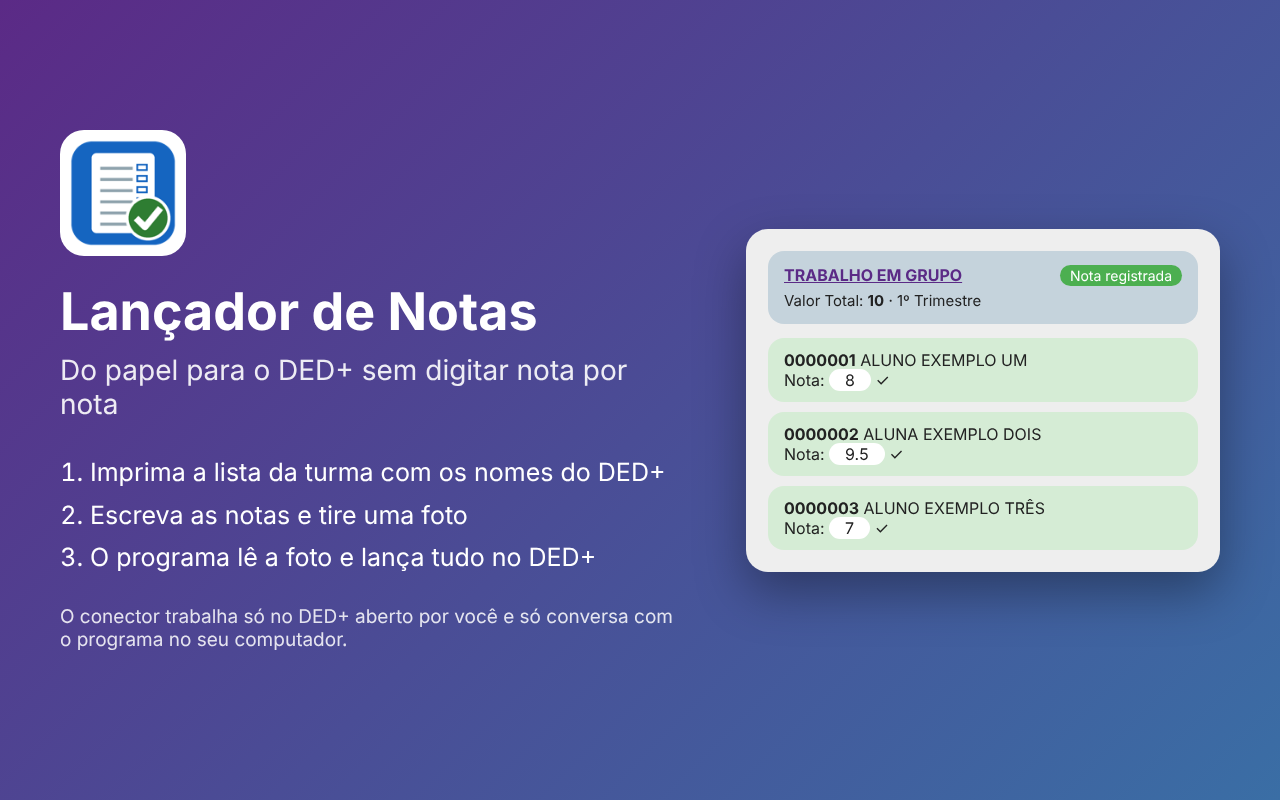 Lançador de Notas
Do papel para o DED+ sem digitar nota por
nota
1. Imprima a lista da turma com os nomes do DED+
2. Escreva as notas e tire uma foto
3. O programa lê a foto e lança tudo no DED+
O conector trabalha só no DED+ aberto por você e só conversa com
o programa no seu computador.
TRABALHO EM GRUPO
Nota registrada
Valor Total: 10 · 1º Trimestre
0000001 ALUNO EXEMPLO UM
Nota: 8 ✓
0000002 ALUNA EXEMPLO DOIS
Nota: 9.5 ✓
0000003 ALUNO EXEMPLO TRÊS
Nota: 7 ✓